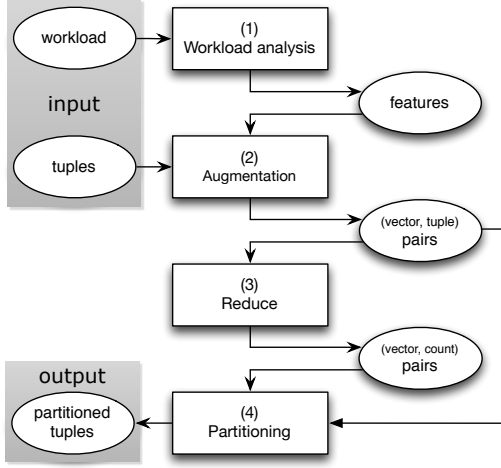 workload
(1)
Workload analysis
input
features
tuples
(2)
Augmentation
(vector, tuple)
pairs
(3)
Reduce
(vector, count)
pairs
output
partitioned
tuples
(4)
Partitioning